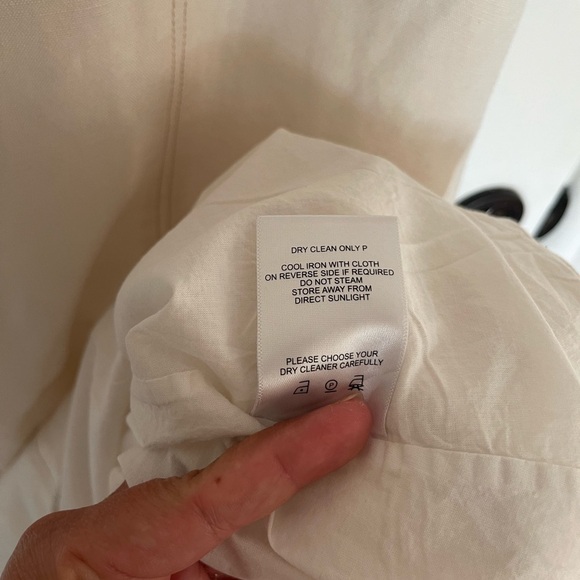 DRY CLEAN ONLY P
COOL IRON WITH CLOTH
ON REVERSE SIDE IF REQUIRED
DO NOT STEAM
STORE AWAY FROM
DIRECT SUNLIGHT
PLEASE CHOOSE YOUR
DRY CLEANER CAREFULLY
P